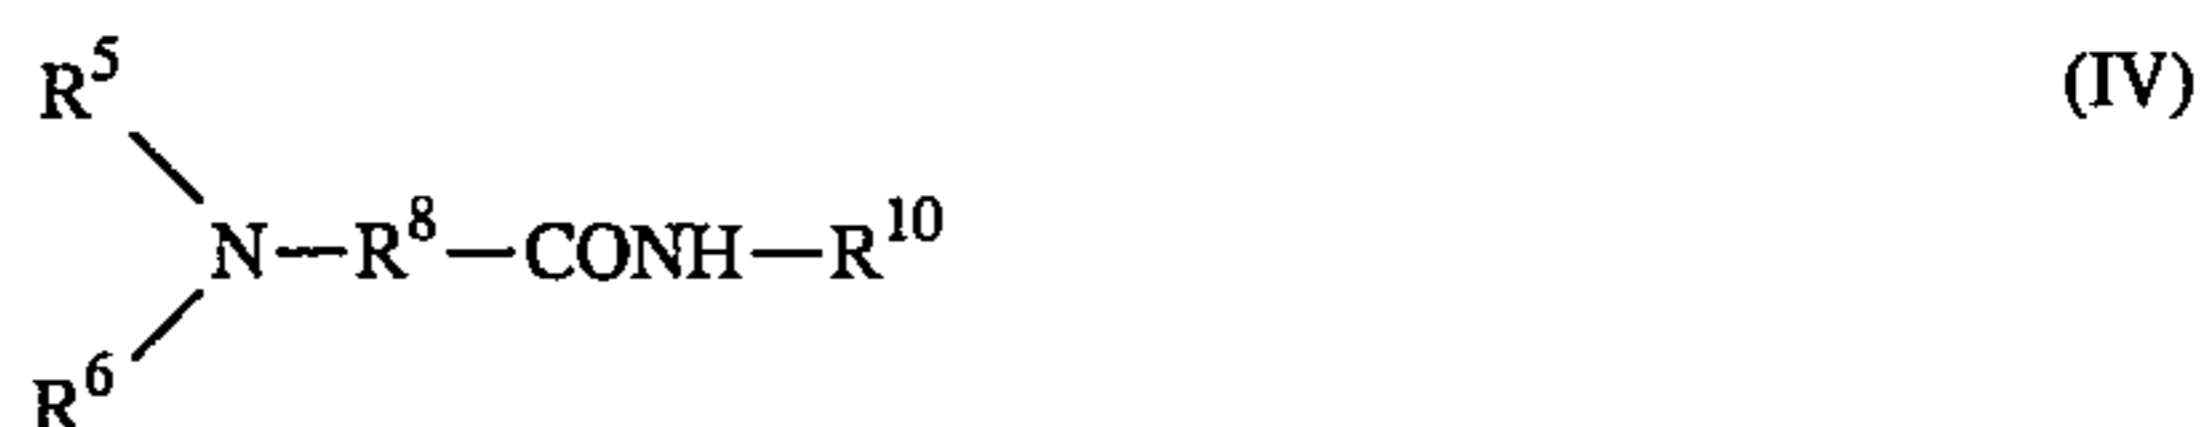 R⁵ (IV)
N—R⁸—CONH—R¹⁰
R⁶